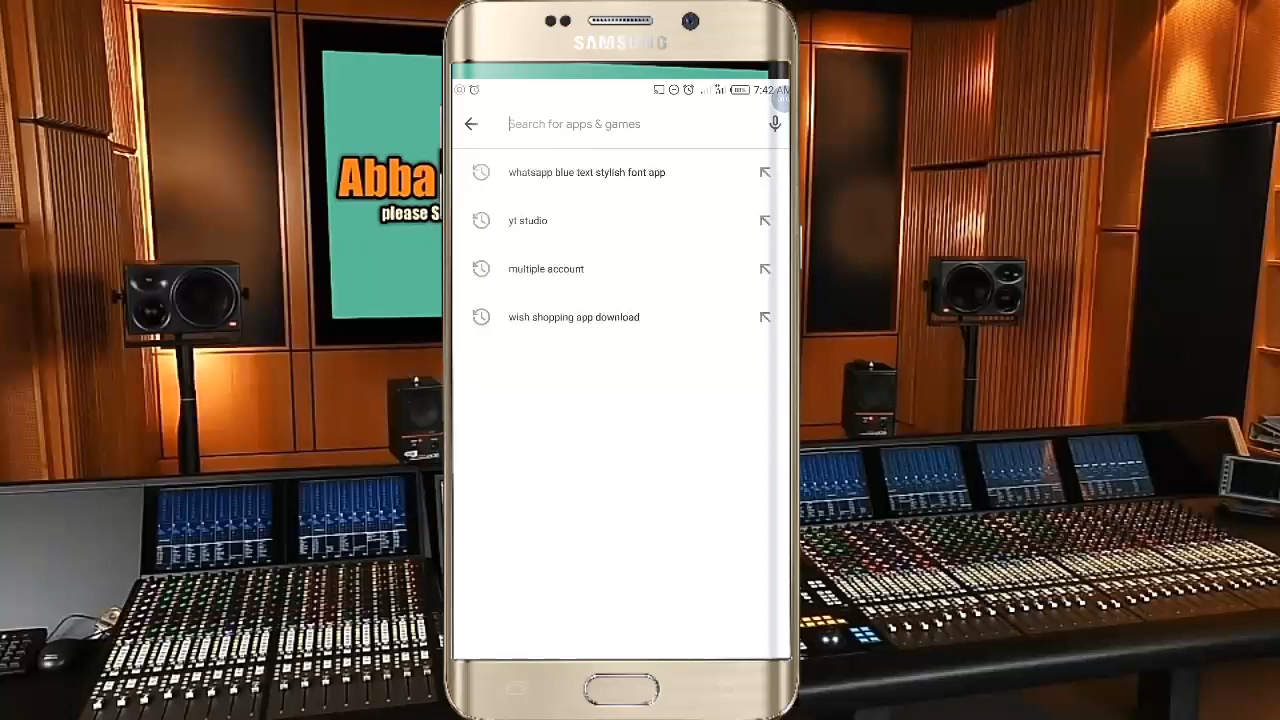 SAMSUNG
7:42 AM
Search for apps & games
whatsapp blue text stylish font app
yt studio
multiple account
wish shopping app download
Abba
please S